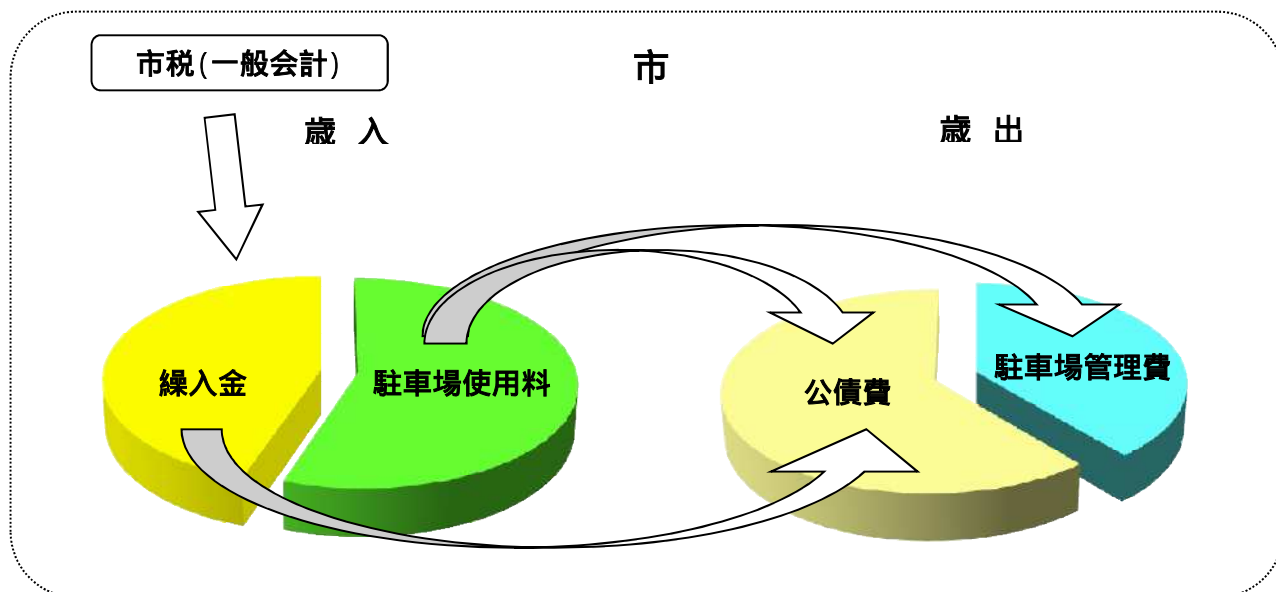 市税(一般会計)
市
歳 入
歳 出
繰入金
駐車場使用料
公債費
駐車場管理費